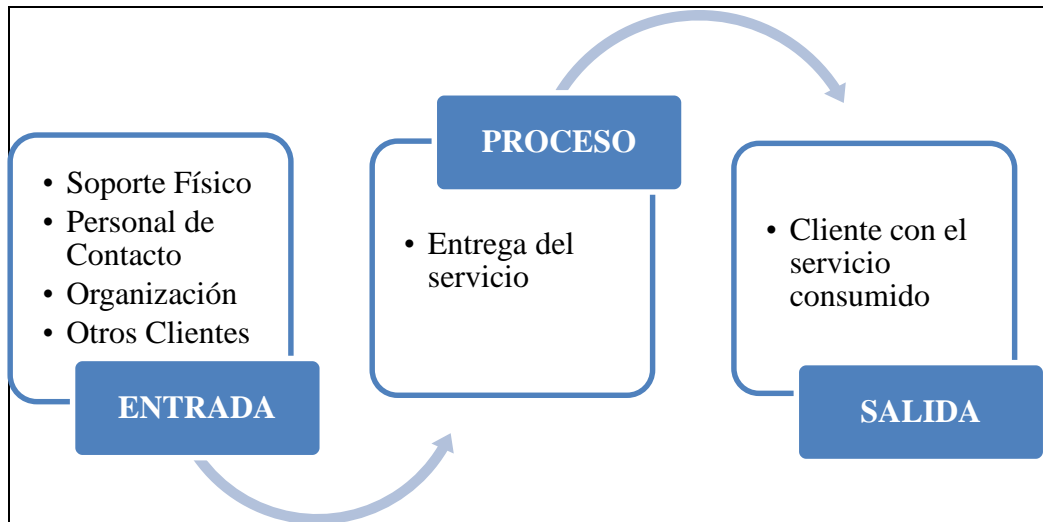 • Soporte Físico
• Personal de
Contacto
• Organización
• Otros Clientes
ENTRADA
PROCESO
• Entrega del
servicio
• Cliente con el
servicio
consumido
SALIDA